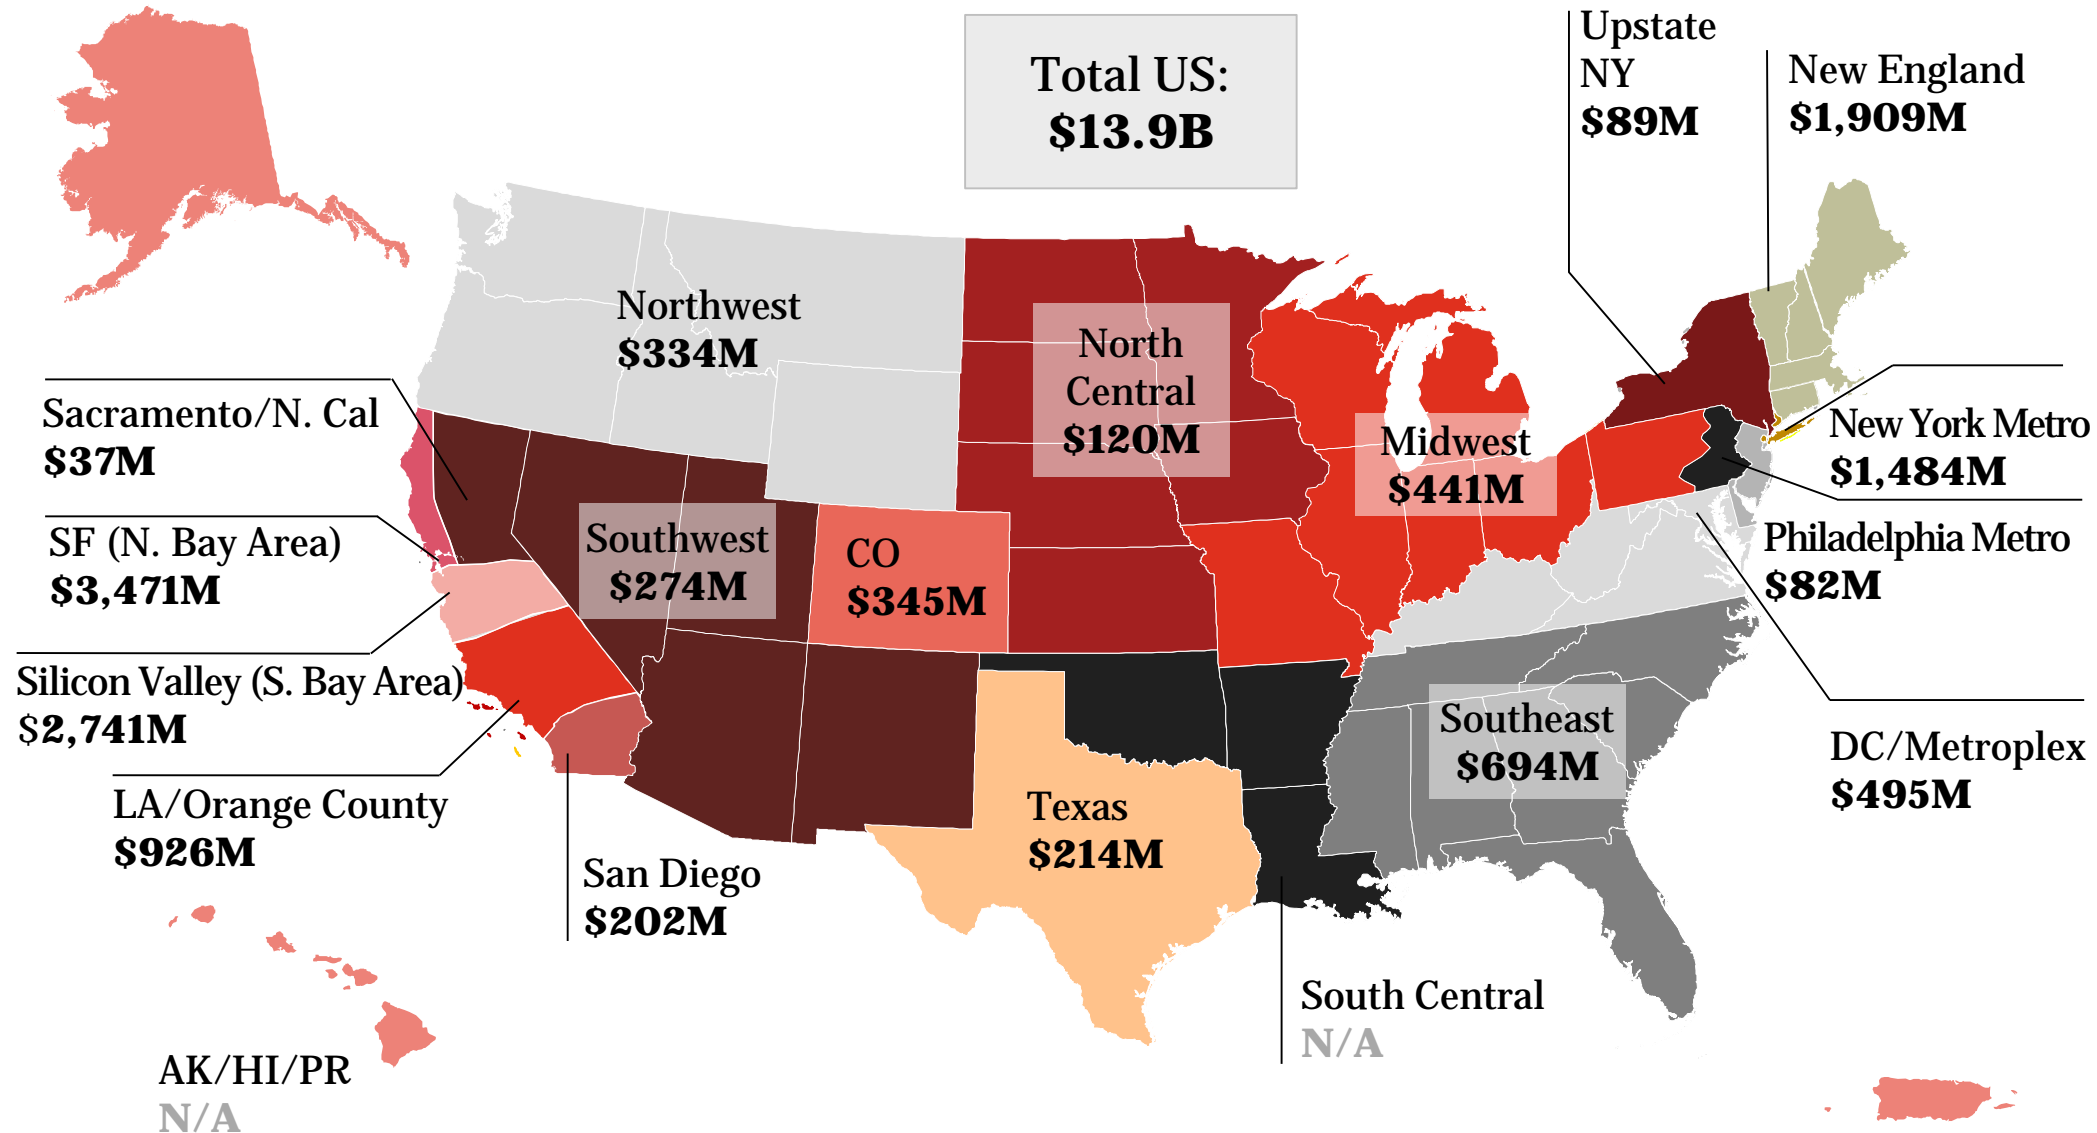 Total US:
$13.9B
Upstate
NY
$89M
New England
$1,909M
Northwest
$334M
North
Central
$120M
Midwest
$441M
Sacramento/N. Cal
$37M
New York Metro
$1,484M
SF (N. Bay Area)
$3,471M
Southwest
$274M
CO
$345M
Philadelphia Metro
$82M
Silicon Valley (S. Bay Area)
$2,741M
Southeast
$694M
DC/Metroplex
$495M
LA/Orange County
$926M
Texas
$214M
San Diego
$202M
South Central
N/A
AK/HI/PR
N/A